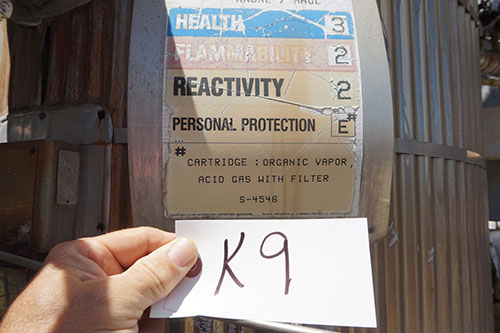 HEALTH 3
FLAMMABILITY 2
REACTIVITY 2
PERSONAL PROTECTION E#
# CARTRIDGE : ORGANIC VAPOR,
ACID GAS WITH FILTER
S-4546
K9